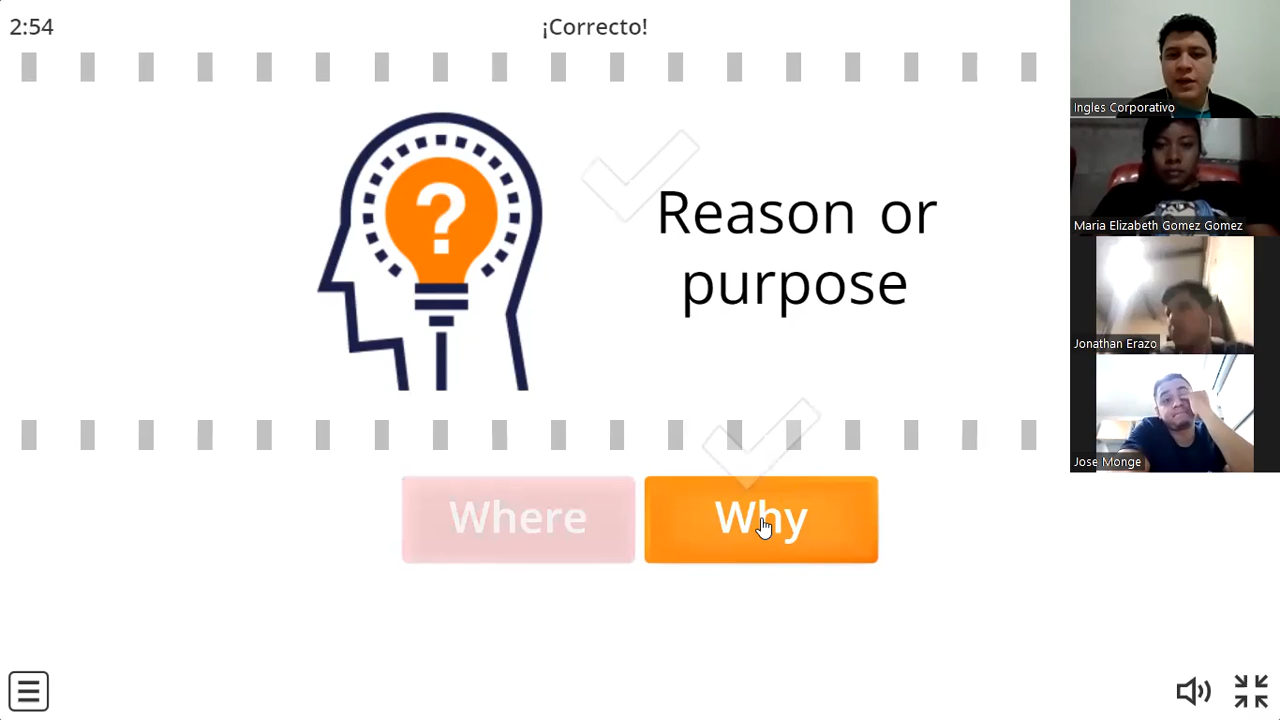 2:54
¡Correcto!
?
Reason or
purpose
Where
Why
Ingles Corporativo
Maria Elizabeth Gomez Gomez
Jonathan Erazo
Jose Monge